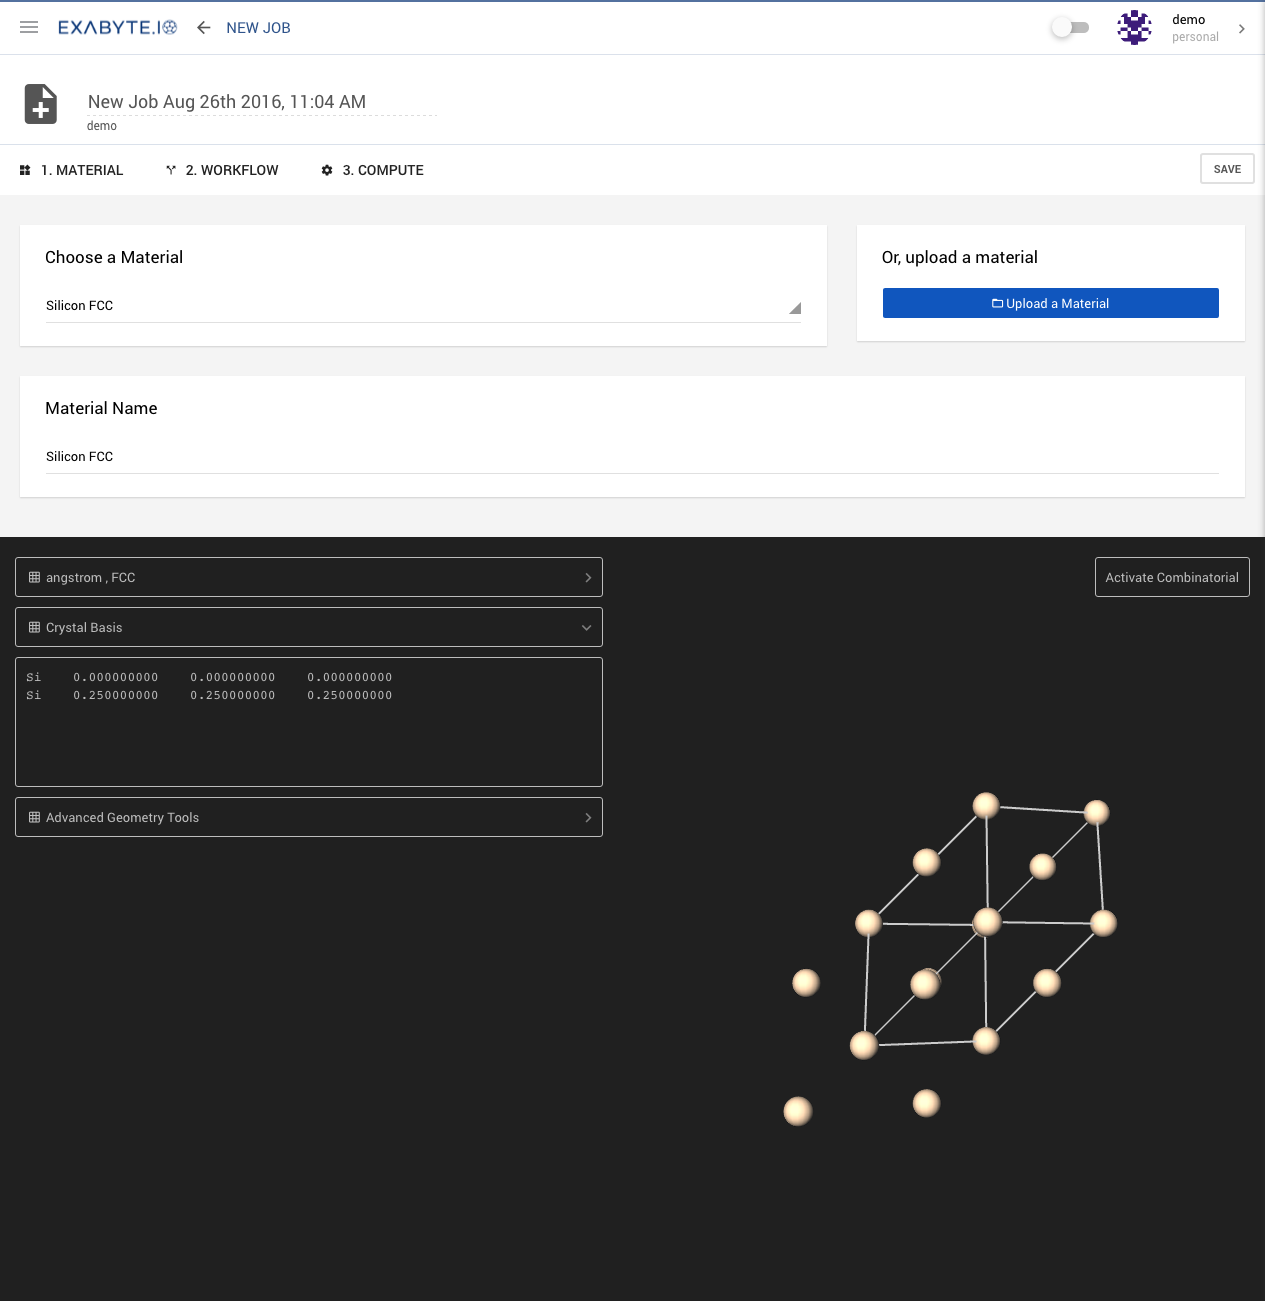 EXABYTE.IO
NEW JOB
demo
personal
New Job Aug 26th 2016, 11:04 AM
demo
1. MATERIAL
2. WORKFLOW
3. COMPUTE
SAVE
Choose a Material
Silicon FCC
Or, upload a material
Upload a Material
Material Name
Silicon FCC
angstrom , FCC
Activate Combinatorial
Crystal Basis
Si 0.000000000 0.000000000 0.000000000
Si 0.250000000 0.250000000 0.250000000
Advanced Geometry Tools